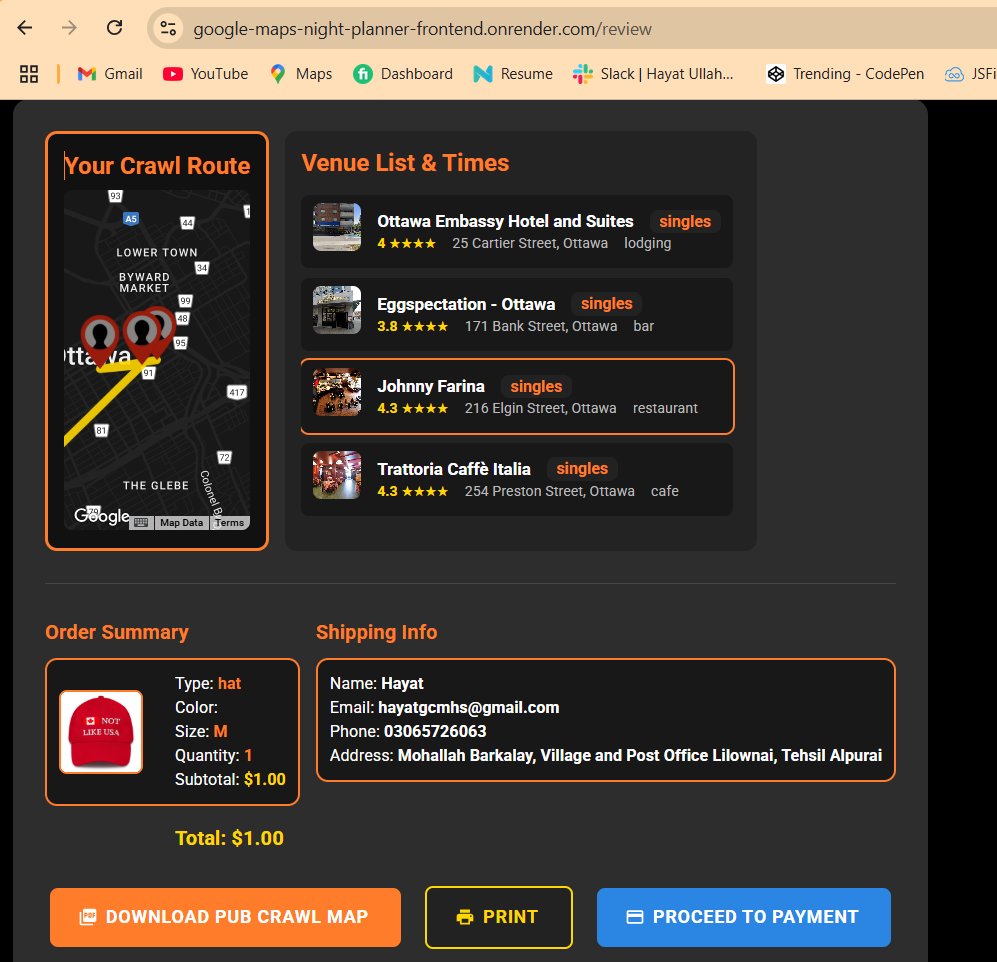 google-maps-night-planner-frontend.onrender.com/review
Gmail
YouTube
Maps
Dashboard
Resume
Slack | Hayat Ullah...
Trending - CodePen
JSFi
Your Crawl Route
93
A5
44
LOWER TOWN
34
BYWARD
MARKET
99
48
95
ttawa
91
417
81
72
THE GLEBE
Colonel B
79
Google
Map Data
Terms
Venue List & Times
Ottawa Embassy Hotel and Suites singles
4 ★★★★ 25 Cartier Street, Ottawa lodging
Eggspectation - Ottawa singles
3.8 ★★★★ 171 Bank Street, Ottawa bar
Johnny Farina singles
4.3 ★★★★ 216 Elgin Street, Ottawa restaurant
Trattoria Caffè Italia singles
4.3 ★★★★ 254 Preston Street, Ottawa cafe
Order Summary
NOT
LIKE USA
Type: hat
Color:
Size: M
Quantity: 1
Subtotal: $1.00
Total: $1.00
Shipping Info
Name: Hayat
Email: hayatgcmhs@gmail.com
Phone: 03065726063
Address: Mohallah Barkalay, Village and Post Office Lilownai, Tehsil Alpurai
PDF DOWNLOAD PUB CRAWL MAP
PRINT
PROCEED TO PAYMENT